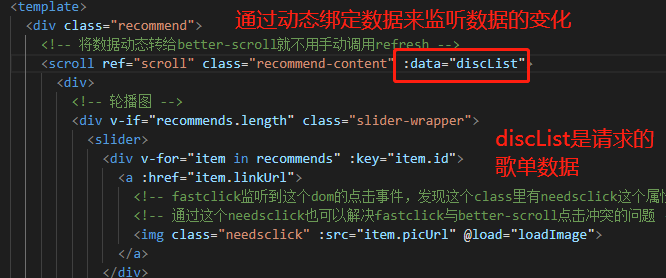 <template>
通过动态绑定数据来监听数据的变化
<div class="recommend">
<!-- 将数据动态转给better-scroll就不用手动调用refresh -->
<scroll ref="scroll" class="recommend-content" :data="discList">
<div>
<!-- 轮播图 -->
<div v-if="recommends.length" class="slider-wrapper">
discList是请求的
歌单数据
<slider>
<div v-for="item in recommends" :key="item.id">
<a :href="item.linkUrl">
<!-- fastclick监听到这个dom的点击事件，发现这个class里有needsclick这个属性
<!-- 通过这个needsclick也可以解决fastclick与better-scroll点击冲突的问题
<img class="needsclick" :src="item.picUrl" @load="loadImage">
</a>
</div>